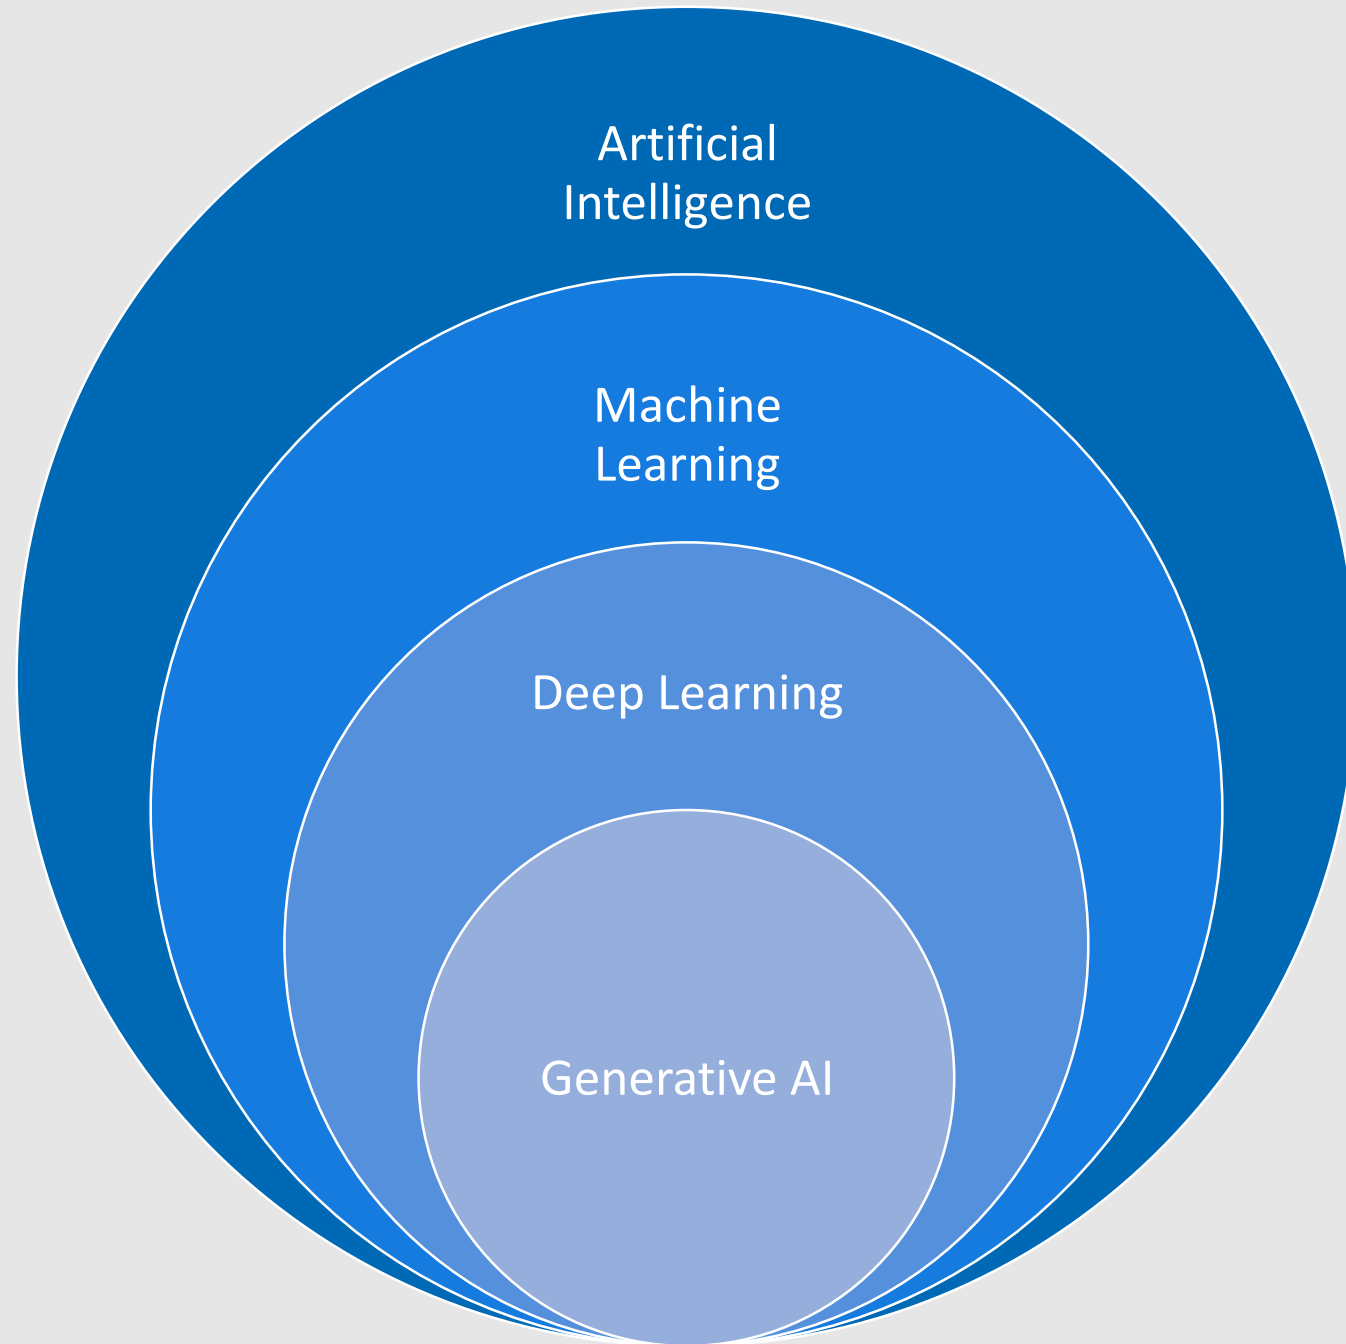 Artificial
Intelligence
Machine
Learning
Deep Learning
Generative AI